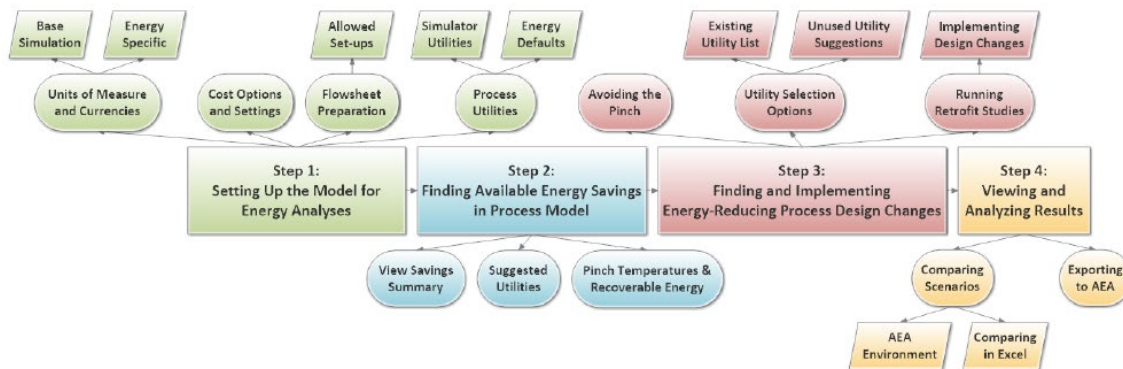 Base
Simulation
Energy
Specific
Allowed
Set-ups
Simulator
Utilities
Energy
Defaults
Existing
Utility List
Unused Utility
Suggestions
Implementing
Design Changes
Units of Measure
and Currencies
Cost Options
and Settings
Flowsheet
Preparation
Process
Utilities
Avoiding the
Pinch
Utility Selection
Options
Running
Retrofit Studies
Step 1:
Setting Up the Model for
Energy Analyses
Step 2:
Finding Available Energy Savings
in Process Model
Step 3:
Finding and Implementing
Energy-Reducing Process Design Changes
Step 4:
Viewing and
Analyzing Results
View Savings
Summary
Suggested
Utilities
Pinch Temperatures &
Recoverable Energy
Comparing
Scenarios
Exporting
to AEA
AEA
Environment
Comparing
in Excel